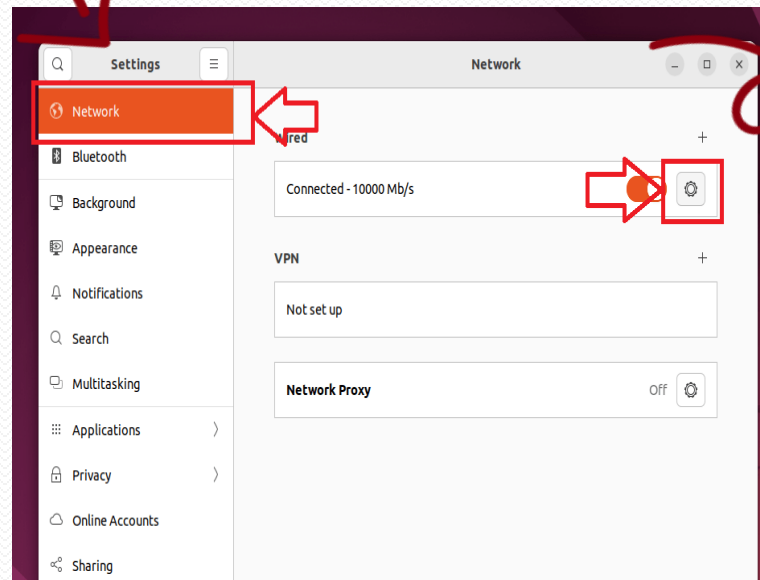 Settings
Network
Network
Bluetooth
Background
Appearance
Notifications
Search
Multitasking
Applications
Privacy
Online Accounts
Sharing
Wired
Connected - 10000 Mb/s
VPN
Not set up
Network Proxy
Off